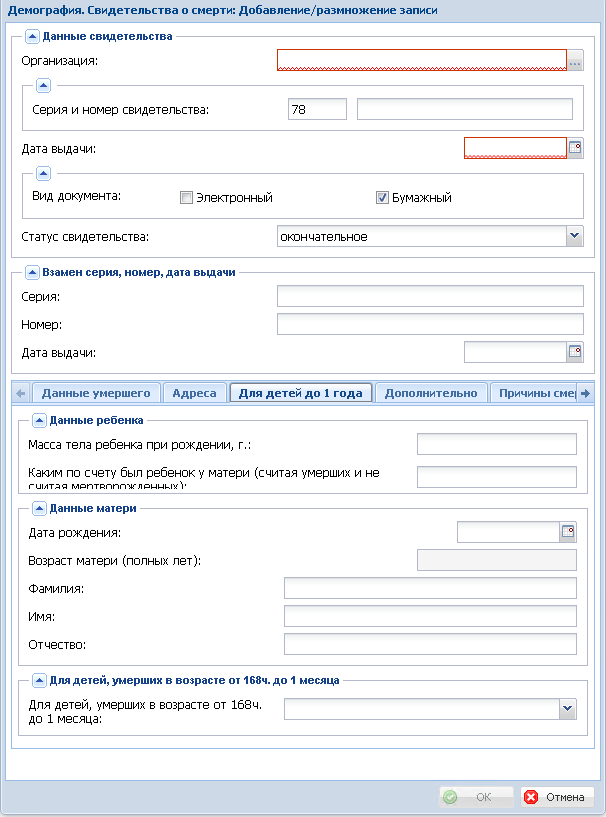 Демография. Свидетельства о смерти: Добавление/размножение записи
Данные свидетельства
Организация:
...
Серия и номер свидетельства:
78
Дата выдачи:
Вид документа:
Электронный
Бумажный
Статус свидетельства:
окончательное
Взамен серия, номер, дата выдачи
Серия:
Номер:
Дата выдачи:
Данные умершего
Адреса
Для детей до 1 года
Дополнительно
Причины смер
Данные ребенка
Масса тела ребенка при рождении, г.:
Каким по счету был ребенок у матери (считая умерших и не
считая мертворожденных):
Данные матери
Дата рождения:
Возраст матери (полных лет):
Фамилия:
Имя:
Отчество:
Для детей, умерших в возрасте от 168ч. до 1 месяца
Для детей, умерших в возрасте от 168ч.
до 1 месяца:
ОК
Отмена